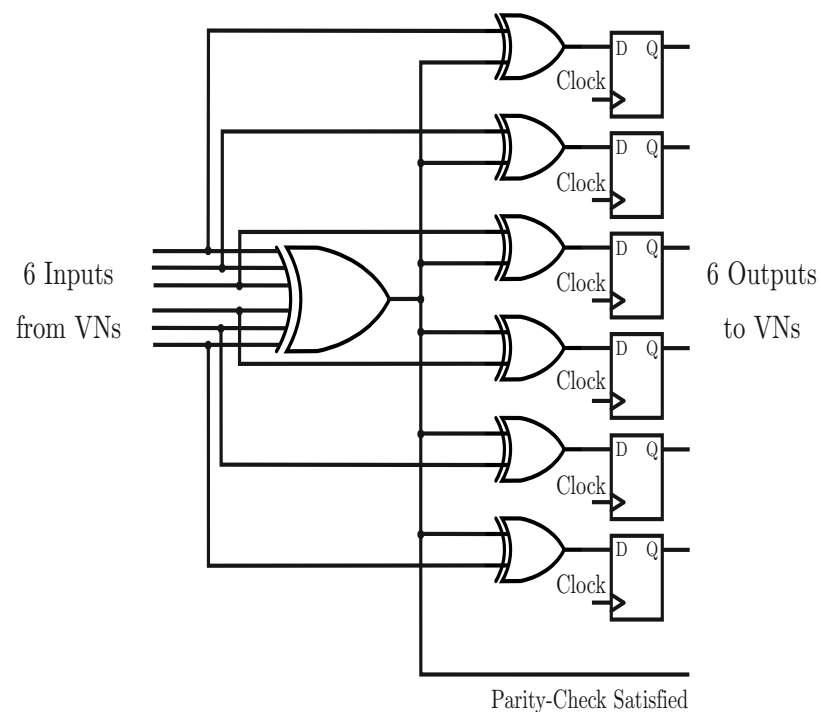 D Q
Clock
D Q
Clock
D Q
Clock
6 Inputs
from VNs
6 Outputs
to VNs
D Q
Clock
D Q
Clock
D Q
Clock
Parity-Check Satisfied